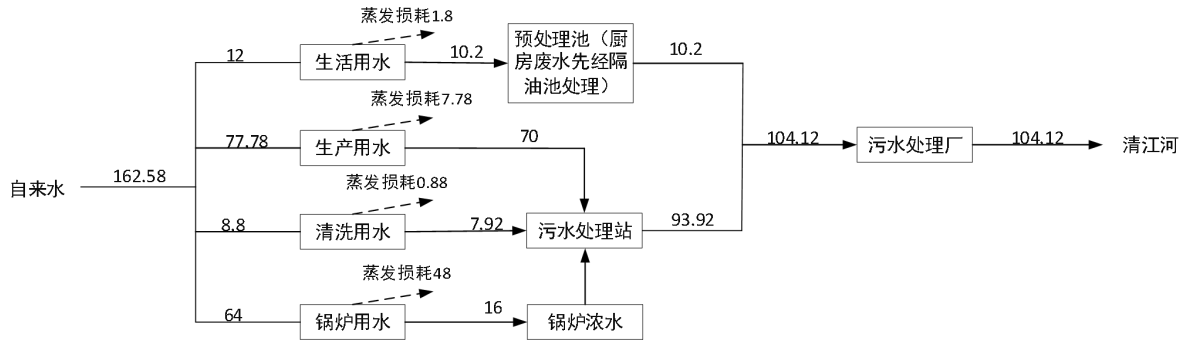 蒸发损耗1.8
12
生活用水
10.2
预处理池（厨
房废水先经隔
油池处理）
10.2
蒸发损耗7.78
77.78
生产用水
70
104.12
污水处理厂
104.12
清江河
自来水
162.58
蒸发损耗0.88
8.8
清洗用水
7.92
污水处理站
93.92
蒸发损耗48
64
锅炉用水
16
锅炉浓水